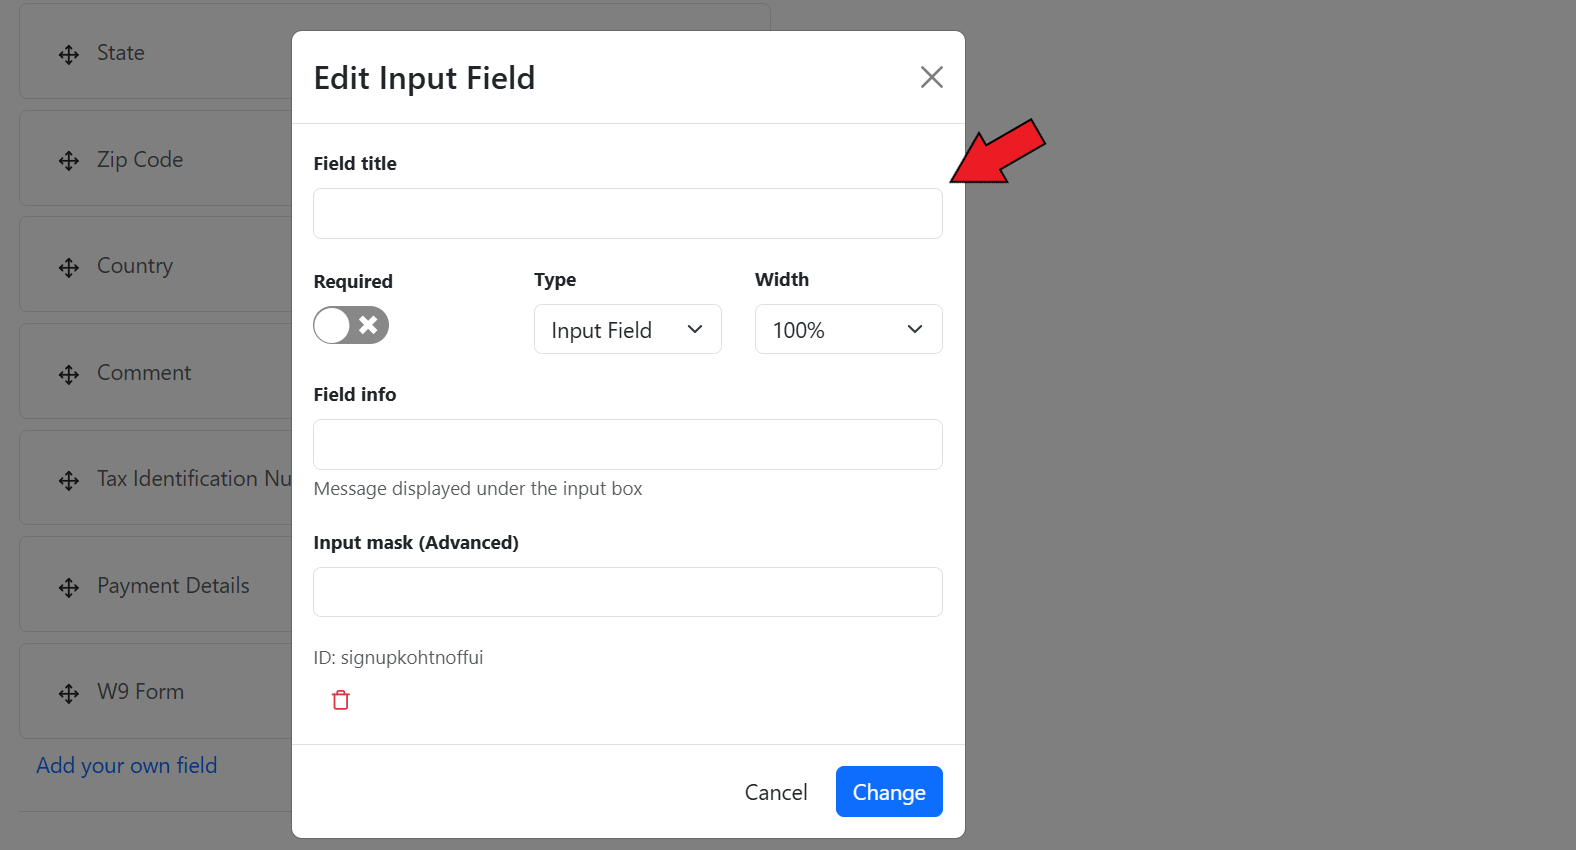 State
Zip Code
Country
Comment
Tax Identification Nu
Payment Details
W9 Form
Add your own field
Edit Input Field
Field title
Required
Type
Width
Input Field
100%
Field info
Message displayed under the input box
Input mask (Advanced)
ID: signupkohtnoffui
Cancel
Change